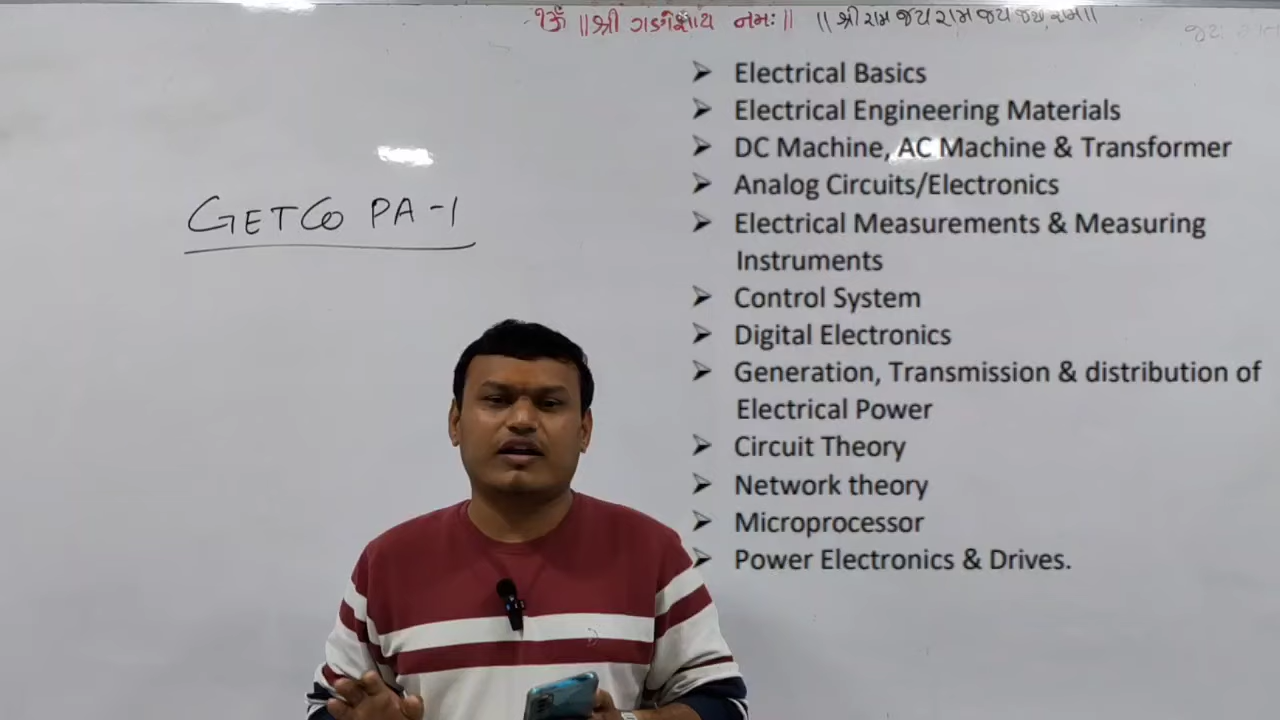 ૐ ॥ શ્રી ગણેશાય નમઃ ॥ ॥ શ્રી રામ જય રામ જય જય રામ ॥
જય
GETCO PA-1
➢ Electrical Basics
➢ Electrical Engineering Materials
➢ DC Machine, AC Machine & Transformer
➢ Analog Circuits/Electronics
➢ Electrical Measurements & Measuring
Instruments
➢ Control System
➢ Digital Electronics
➢ Generation, Transmission & distribution of
Electrical Power
➢ Circuit Theory
➢ Network theory
➢ Microprocessor
➢ Power Electronics & Drives.